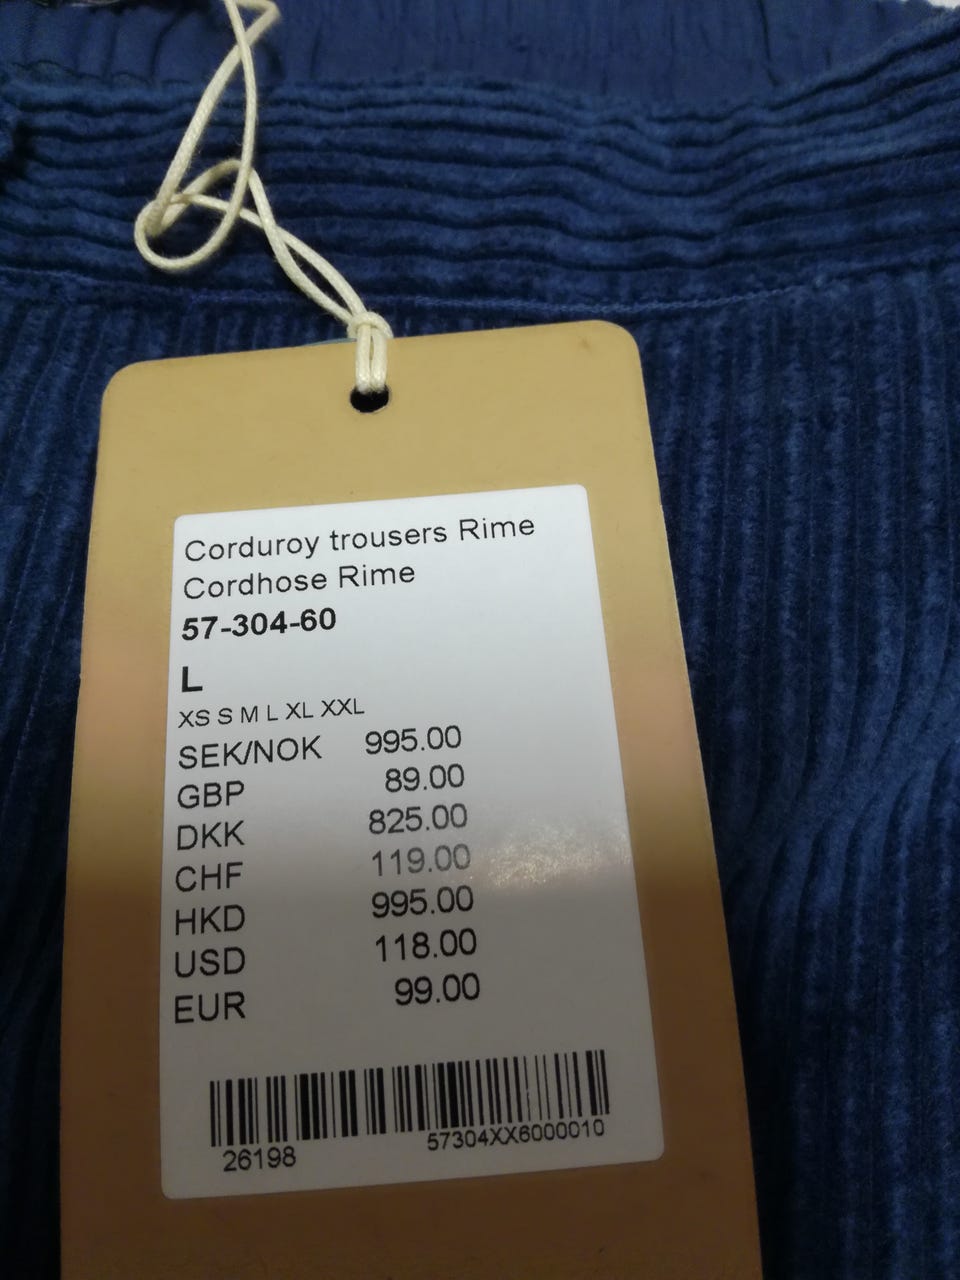 Corduroy trousers Rime
Cordhose Rime
57-304-60
L
XS S M L XL XXL
SEK/NOK 995.00
GBP 89.00
DKK 825.00
CHF 119.00
HKD 995.00
USD 118.00
EUR 99.00
26198 57304XX6000010